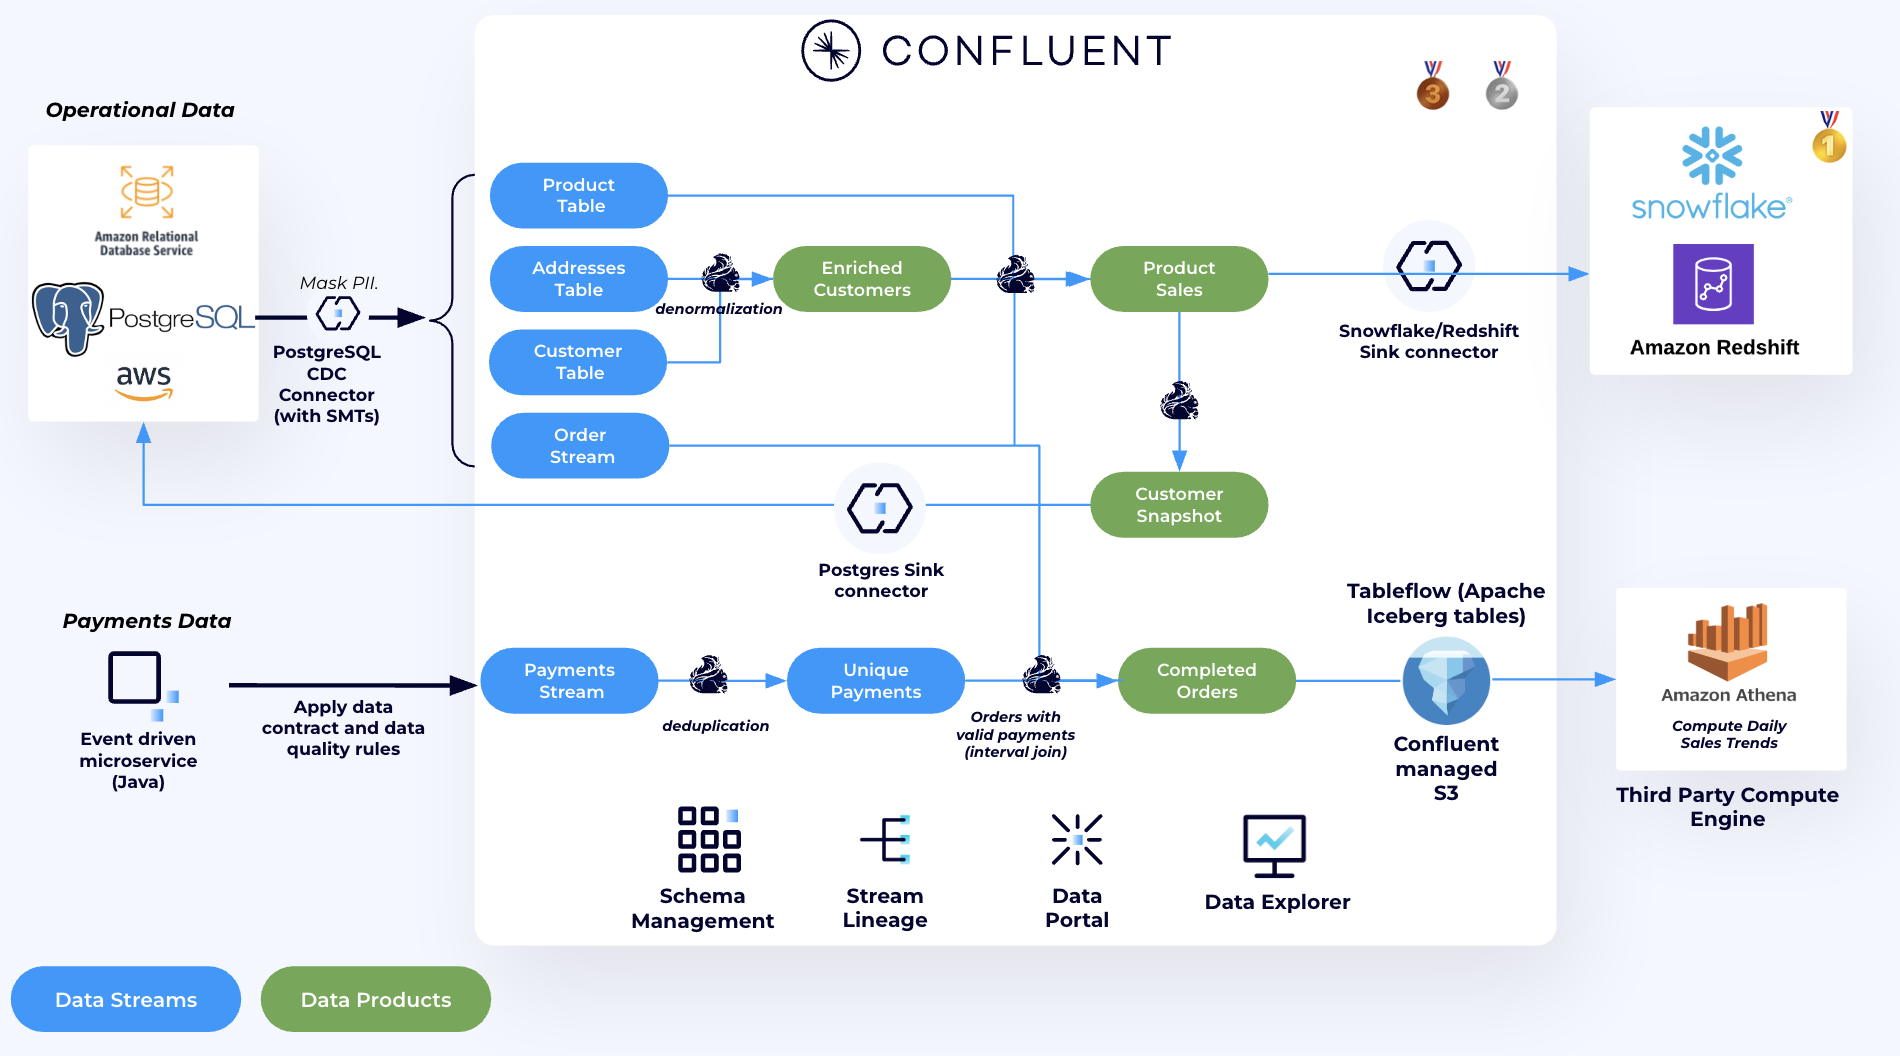 CONFLUENT
3
2
1
Operational Data
Amazon Relational
Database Service
PostgreSQL
aws
Mask PII.
PostgreSQL
CDC
Connector
(with SMTs)
Product
Table
Addresses
Table
denormalization
Customer
Table
Order
Stream
Enriched
Customers
Product
Sales
Customer
Snapshot
Snowflake/Redshift
Sink connector
snowflake®
Amazon Redshift
Postgres Sink
connector
Payments Data
Event driven
microservice
(Java)
Apply data
contract and data
quality rules
Payments
Stream
deduplication
Unique
Payments
Orders with
valid payments
(interval join)
Completed
Orders
Tableflow (Apache
Iceberg tables)
Confluent
managed
S3
Amazon Athena
Compute Daily
Sales Trends
Third Party Compute
Engine
Schema
Management
Stream
Lineage
Data
Portal
Data Explorer
Data Streams
Data Products